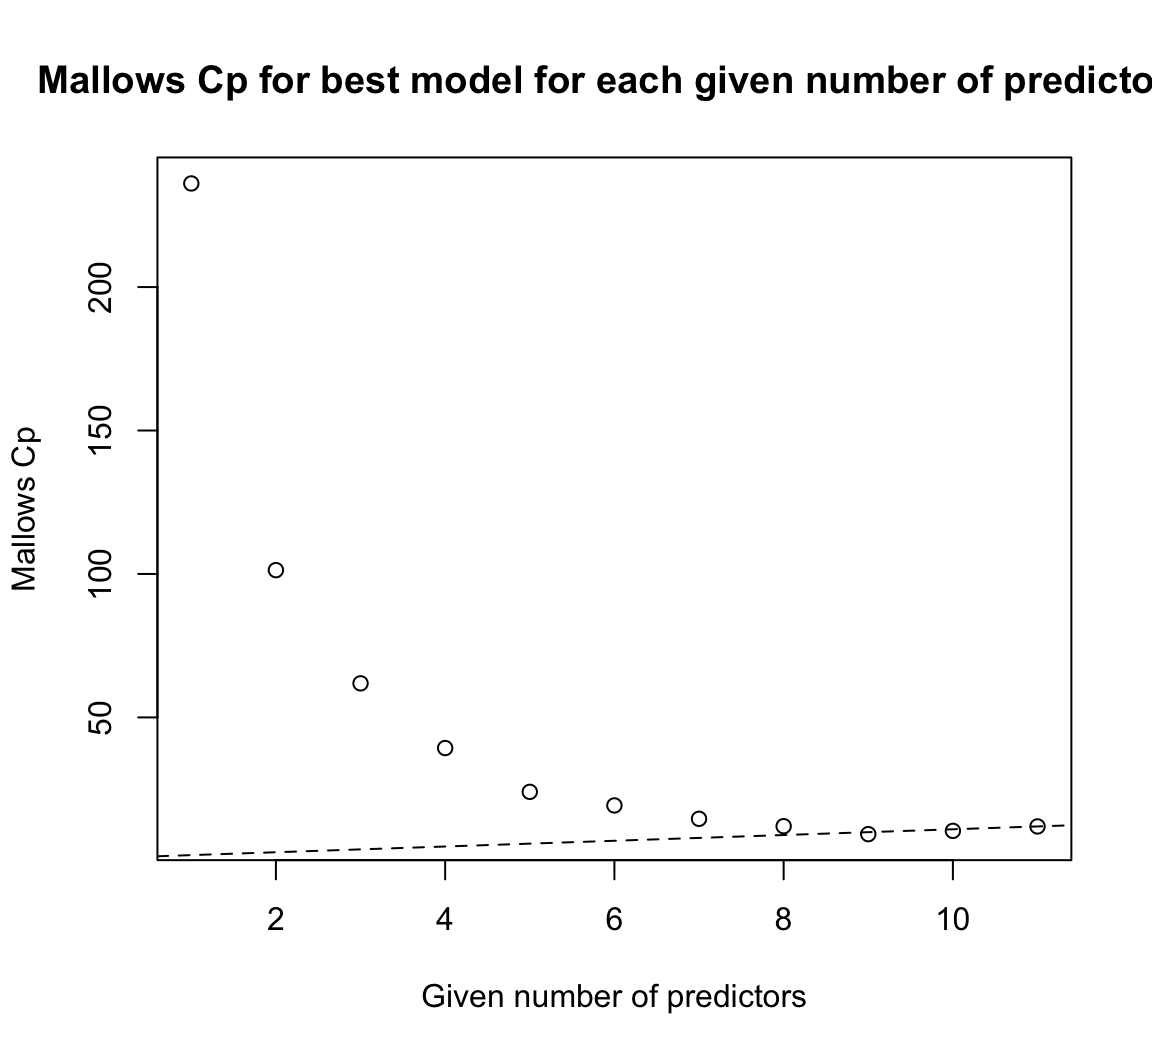 Mallows Cp for best model for each given number of predicto
200
150
100
50
Mallows Cp
2 4 6 8 10
Given number of predictors